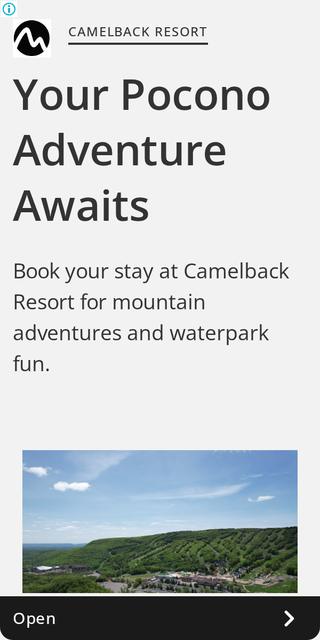 CAMELBACK RESORT
Your Pocono
Adventure
Awaits
Book your stay at Camelback
Resort for mountain
adventures and waterpark
fun.
Open